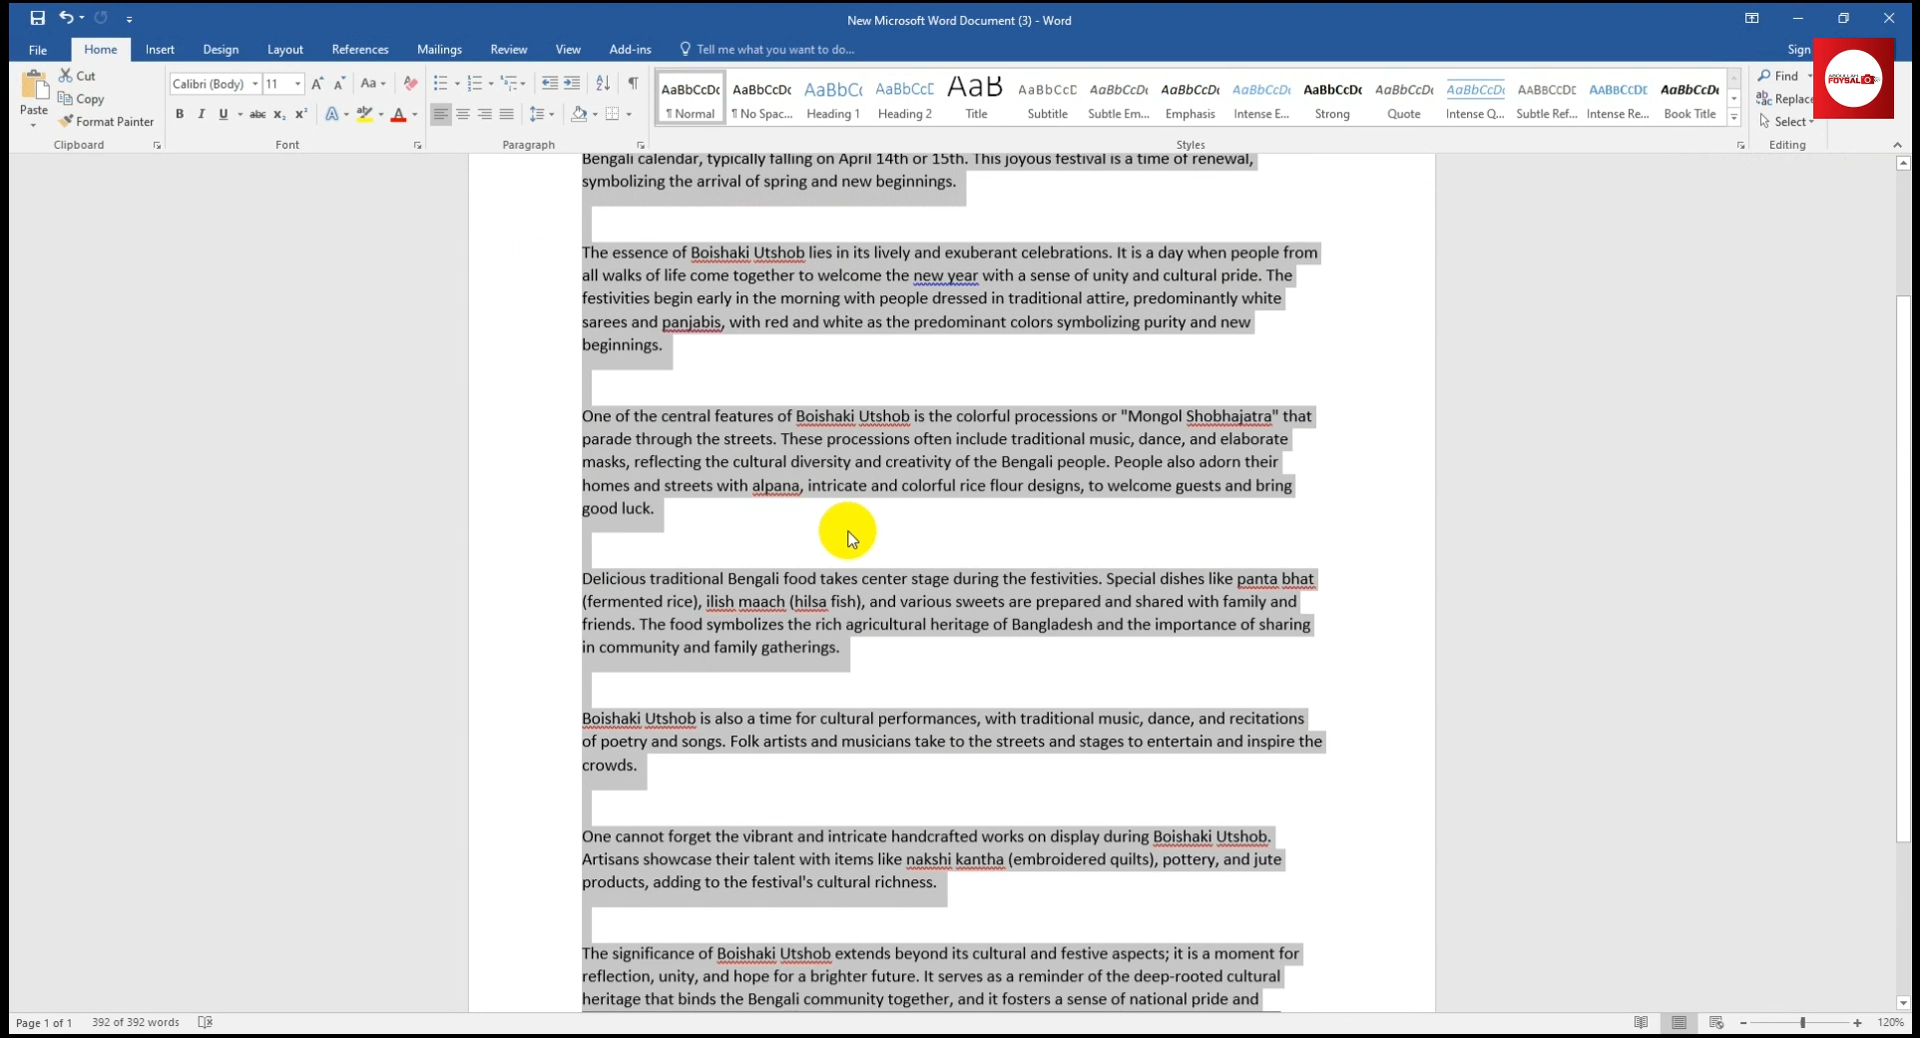 New Microsoft Word Document (3) - Word
File Home Insert Design Layout References Mailings Review View Add-ins Tell me what you want to do... Sign
Paste
Cut
Copy
Format Painter
Clipboard
Calibri (Body) 11
Aa
B I U abc x₂ x²
A
Font
Paragraph
AaBbCcDc AaBbCcDc AaBbCc AaBbCcE AaB AaBbCcD AaBbCcDc AaBbCcDc AaBbCcDc AaBbCcDc AaBbCcDc AaBbCcDc AABBCCDE AABBCCDE AaBbCcDc
¶ Normal ¶ No Spac... Heading 1 Heading 2 Title Subtitle Subtle Em... Emphasis Intense E... Strong Quote Intense Q... Subtle Ref... Intense Re... Book Title
Styles
Find
Replace
Select
Editing
ABDULLAH
FOYSAL
Bengali calendar, typically falling on April 14th or 15th. This joyous festival is a time of renewal,
symbolizing the arrival of spring and new beginnings.
The essence of Boishaki Utshob lies in its lively and exuberant celebrations. It is a day when people from
all walks of life come together to welcome the new year with a sense of unity and cultural pride. The
festivities begin early in the morning with people dressed in traditional attire, predominantly white
sarees and panjabis, with red and white as the predominant colors symbolizing purity and new
beginnings.
One of the central features of Boishaki Utshob is the colorful processions or "Mongol Shobhajatra" that
parade through the streets. These processions often include traditional music, dance, and elaborate
masks, reflecting the cultural diversity and creativity of the Bengali people. People also adorn their
homes and streets with alpana, intricate and colorful rice flour designs, to welcome guests and bring
good luck.
Delicious traditional Bengali food takes center stage during the festivities. Special dishes like panta bhat
(fermented rice), ilish maach (hilsa fish), and various sweets are prepared and shared with family and
friends. The food symbolizes the rich agricultural heritage of Bangladesh and the importance of sharing
in community and family gatherings.
Boishaki Utshob is also a time for cultural performances, with traditional music, dance, and recitations
of poetry and songs. Folk artists and musicians take to the streets and stages to entertain and inspire the
crowds.
One cannot forget the vibrant and intricate handcrafted works on display during Boishaki Utshob.
Artisans showcase their talent with items like nakshi kantha (embroidered quilts), pottery, and jute
products, adding to the festival's cultural richness.
The significance of Boishaki Utshob extends beyond its cultural and festive aspects; it is a moment for
reflection, unity, and hope for a brighter future. It serves as a reminder of the deep-rooted cultural
heritage that binds the Bengali community together, and it fosters a sense of national pride and
Page 1 of 1 392 of 392 words 120%